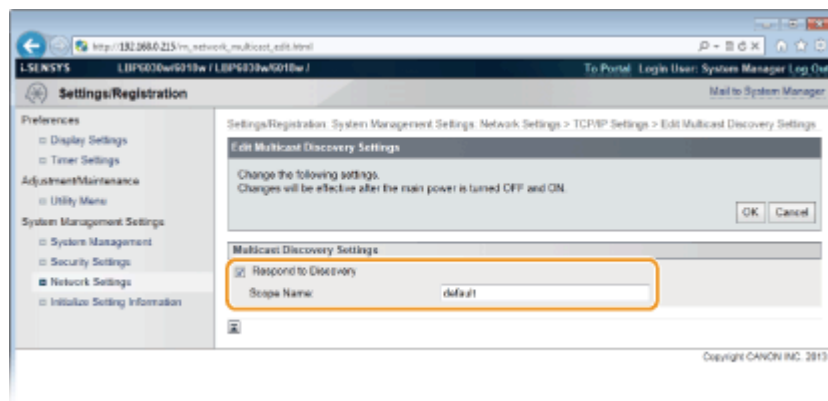 http://192.168.0.215/m_network_multicast_edit.html
i-SENSYS LBP6030w/6018w / LBP6030w/6018w /
To Portal Login User: System Manager Log Out
Settings/Registration
Mail to System Manager
Preferences
Display Settings
Timer Settings
Adjustment/Maintenance
Utility Menu
System Management Settings
System Management
Security Settings
Network Settings
Initialize Setting Information
Settings/Registration: System Management Settings: Network Settings > TCP/IP Settings > Edit Multicast Discovery Settings
Edit Multicast Discovery Settings
Change the following settings.
Changes will be effective after the main power is turned OFF and ON.
OK Cancel
Multicast Discovery Settings
Respond to Discovery
Scope Name: default
Copyright CANON INC. 2013